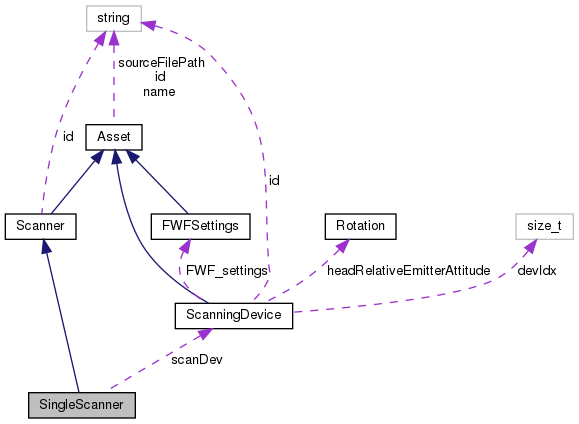 string
sourceFilePath
id
name
Asset
id
id
Scanner
FWFSettings
Rotation
size_t
FWF_settings
headRelativeEmitterAttitude
devIdx
ScanningDevice
scanDev
SingleScanner